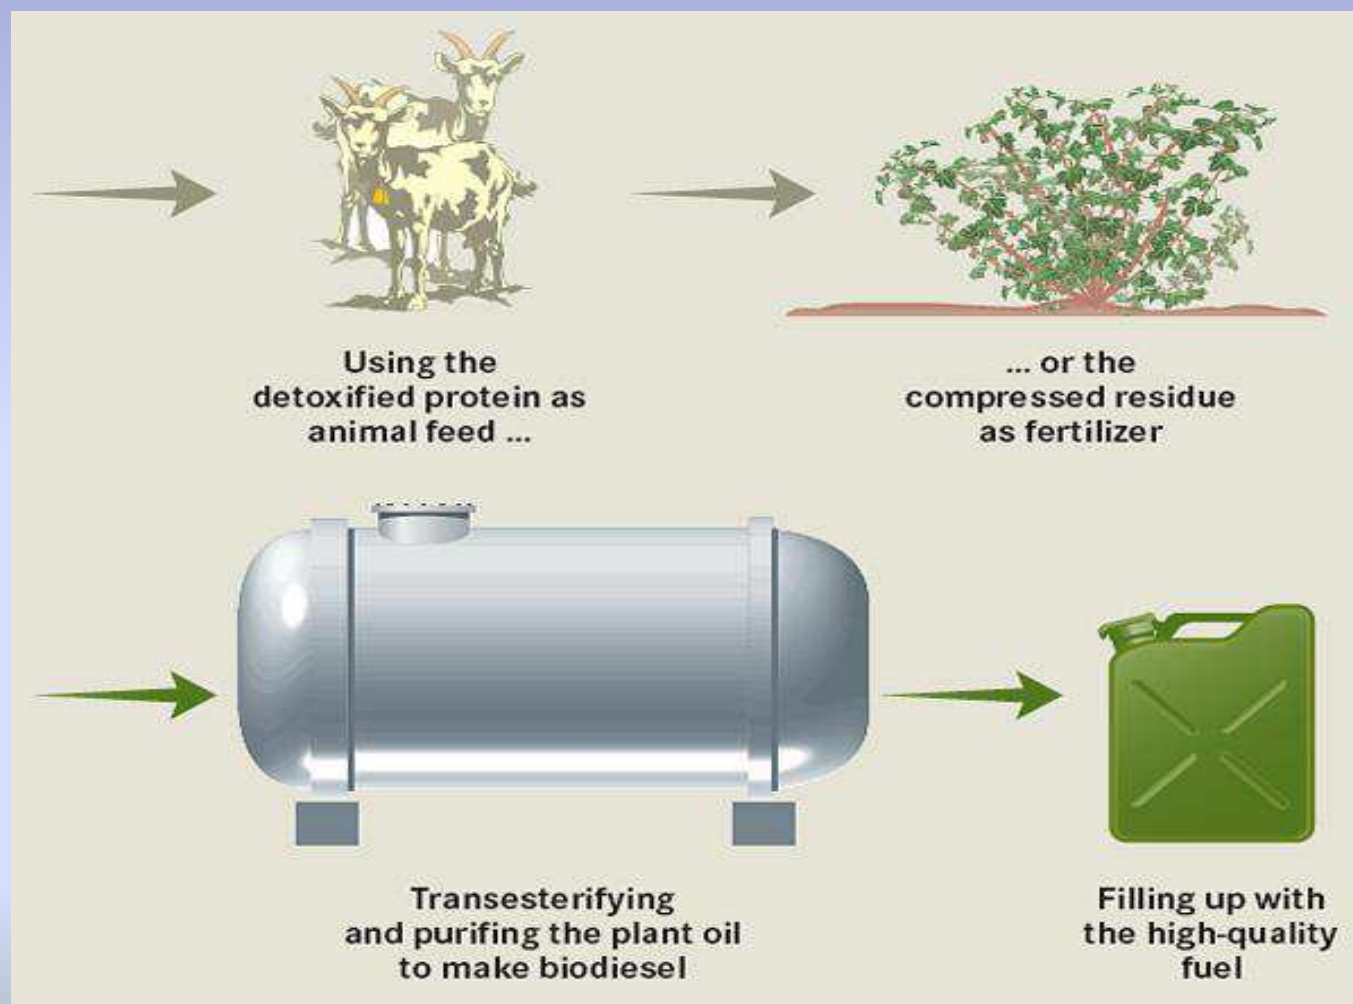 Using the
detoxified protein as
animal feed ...
... or the
compressed residue
as fertilizer
Transesterifying
and purifing the plant oil
to make biodiesel
Filling up with
the high-quality
fuel